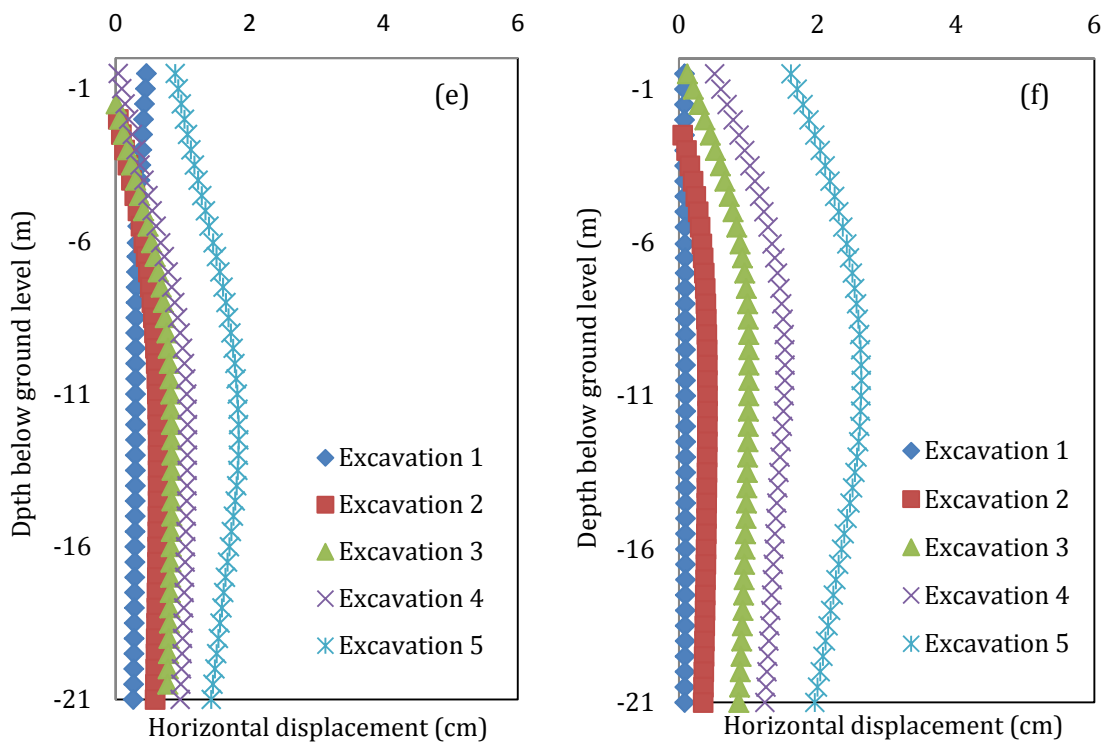 0 2 4 6
(e)
-1
-6
-11
-16
-21
Dpth below ground level (m)
Excavation 1
Excavation 2
Excavation 3
Excavation 4
Excavation 5
Horizontal displacement (cm)
0 2 4 6
(f)
-1
-6
-11
-16
-21
Depth below ground level (m)
Excavation 1
Excavation 2
Excavation 3
Excavation 4
Excavation 5
Horizontal displacement (cm)